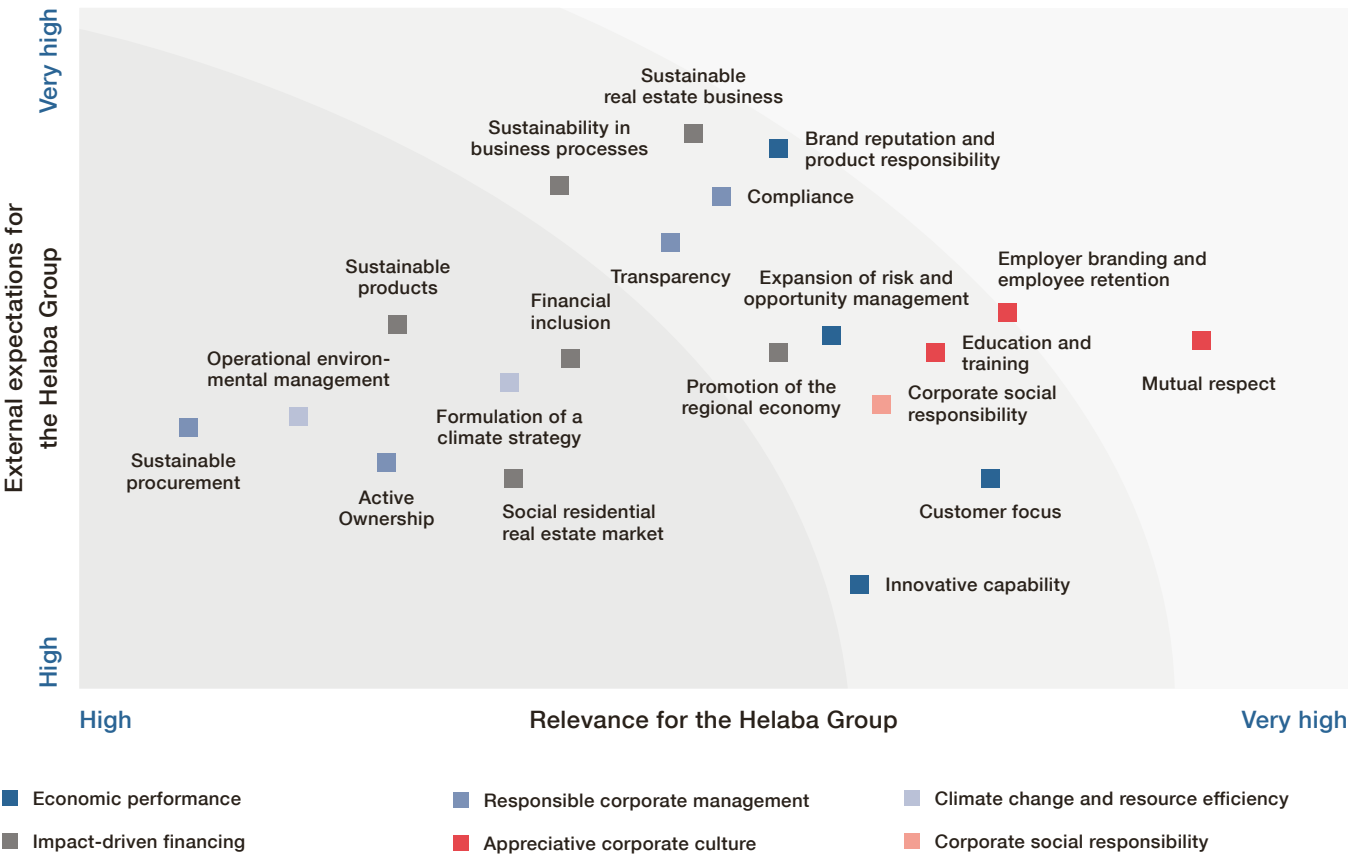 Very high
External expectations for
the Helaba Group
High
Sustainable
real estate business
Sustainability in
business processes
Brand reputation and
product responsibility
Compliance
Transparency
Sustainable
products
Financial
inclusion
Expansion of risk and
opportunity management
Employer branding and
employee retention
Operational environ-
mental management
Education and
training
Mutual respect
Promotion of the
regional economy
Corporate social
responsibility
Formulation of a
climate strategy
Sustainable
procurement
Active
Ownership
Social residential
real estate market
Customer focus
Innovative capability
High
Relevance for the Helaba Group
Very high
Economic performance
Responsible corporate management
Climate change and resource efficiency
Impact-driven financing
Appreciative corporate culture
Corporate social responsibility